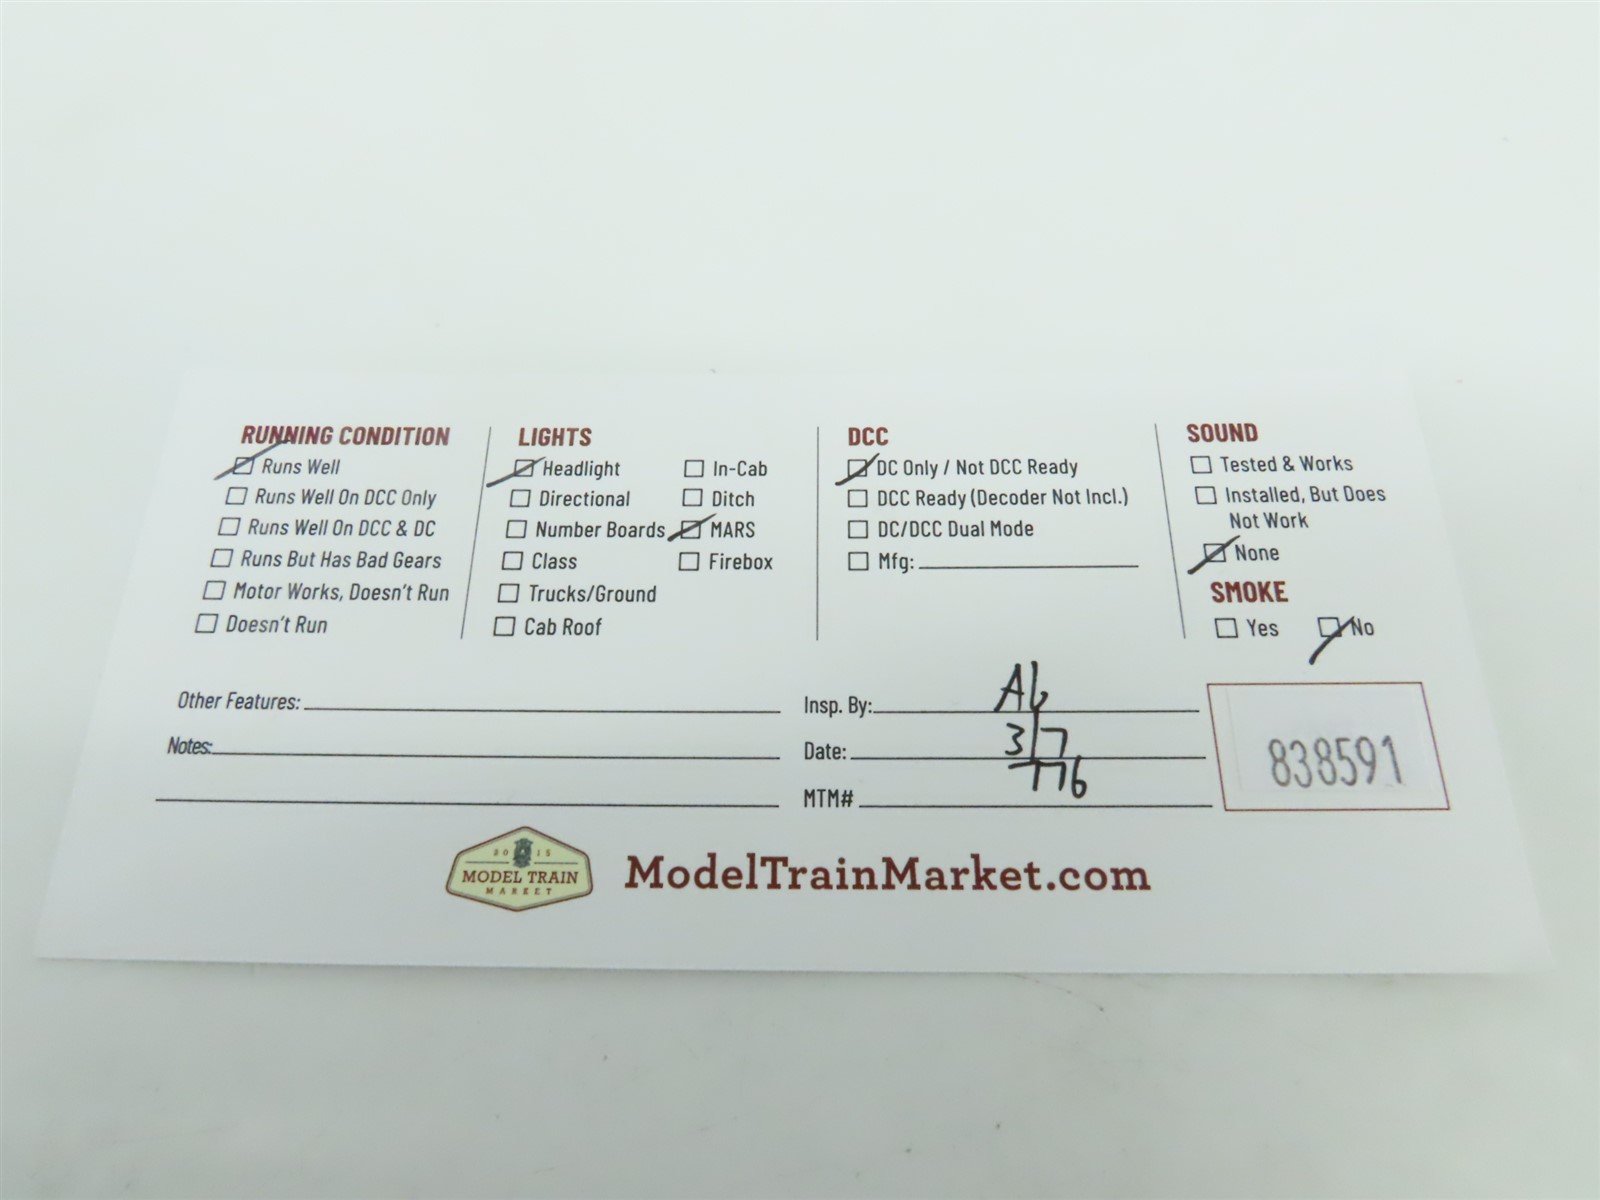 RUNNING CONDITION
Runs Well
Runs Well On DCC Only
Runs Well On DCC & DC
Runs But Has Bad Gears
Motor Works, Doesn't Run
Doesn't Run
LIGHTS
Headlight
Directional
Number Boards
Class
Trucks/Ground
Cab Roof
In-Cab
Ditch
MARS
Firebox
DCC
DC Only / Not DCC Ready
DCC Ready (Decoder Not Incl.)
DC/DCC Dual Mode
Mfg:
SOUND
Tested & Works
Installed, But Does
Not Work
None
SMOKE
Yes No
Other Features:
Notes:
Insp. By:
Date: 3/7
MTM# 776
838591
2015
MODEL TRAIN
MARKET
ModelTrainMarket.com